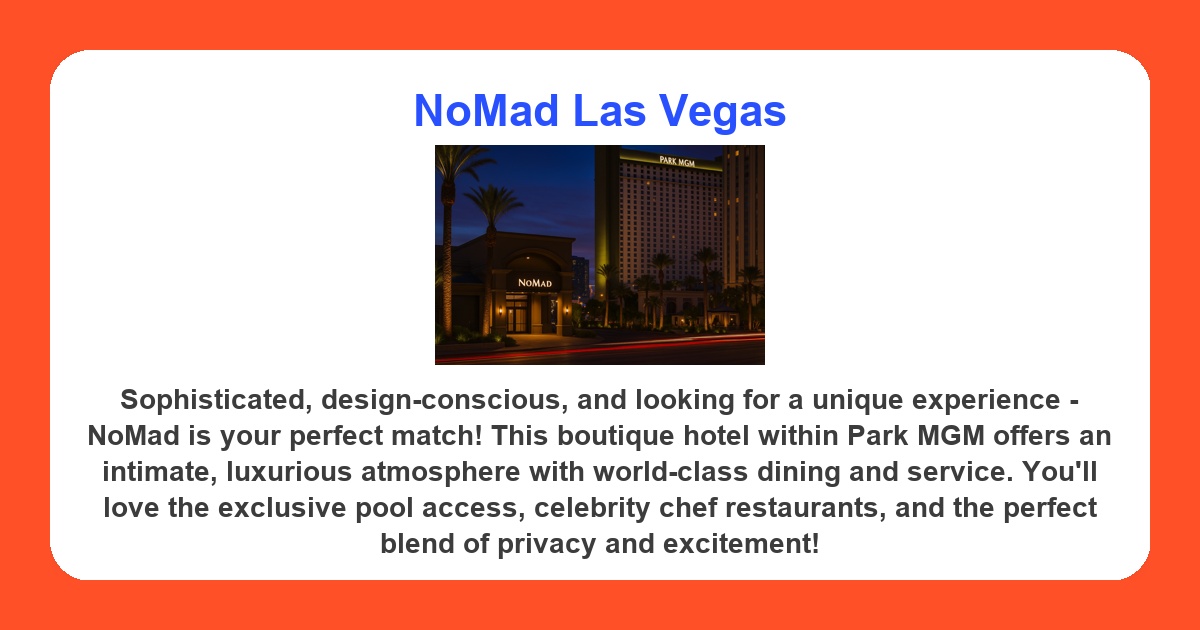 NoMad Las Vegas
PARK MGM
NOMAD
Sophisticated, design-conscious, and looking for a unique experience -
NoMad is your perfect match! This boutique hotel within Park MGM offers an
intimate, luxurious atmosphere with world-class dining and service. You'll
love the exclusive pool access, celebrity chef restaurants, and the perfect
blend of privacy and excitement!